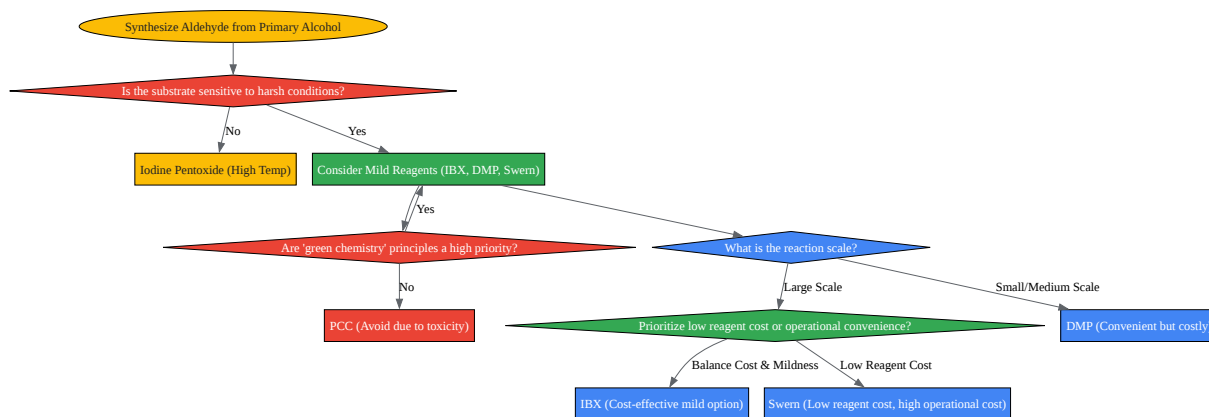 Synthesize Aldehyde from Primary Alcohol
Is the substrate sensitive to harsh conditions?
No
Yes
Iodine Pentoxide (High Temp)
Consider Mild Reagents (IBX, DMP, Swern)
Yes
Are 'green chemistry' principles a high priority?
What is the reaction scale?
No
Large Scale
Small/Medium Scale
PCC (Avoid due to toxicity)
Prioritize low reagent cost or operational convenience?
DMP (Convenient but costly
Balance Cost & Mildness
Low Reagent Cost
IBX (Cost-effective mild option)
Swern (Low reagent cost, high operational cost)